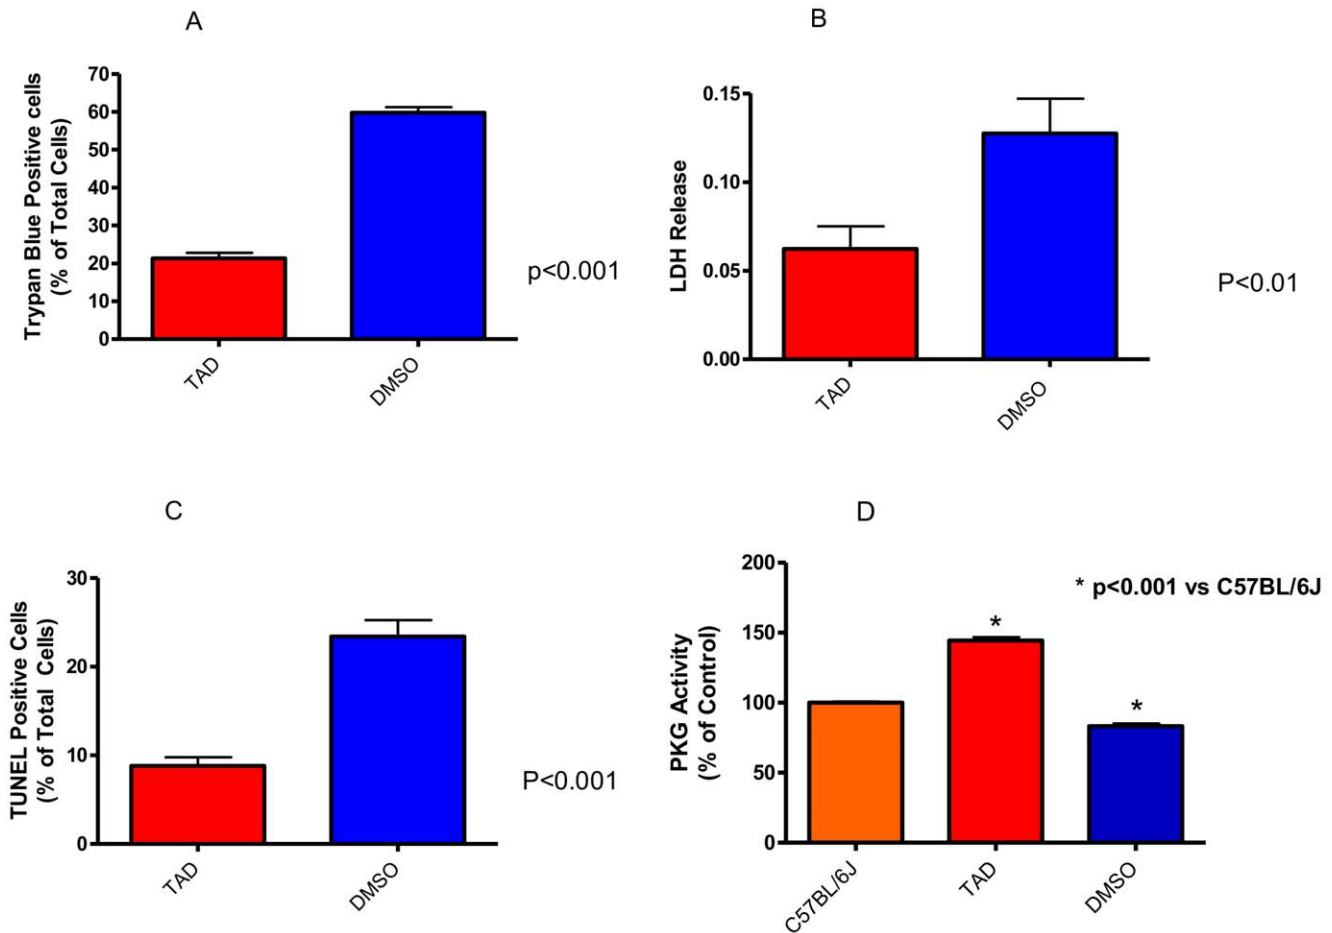 A
Trypan Blue Positive cells
(% of Total Cells)
70
60
50
40
30
20
10
0
TAD
DMSO
p<0.001
B
LDH Release
0.15
0.10
0.05
0.00
TAD
DMSO
P<0.01
C
TUNEL Positive Cells
(% of Total Cells)
30
20
10
0
TAD
DMSO
P<0.001
D
PKG Activity
(% of Control)
200
150
100
50
0
* p<0.001 vs C57BL/6J
*
*
C57BL/6J
TAD
DMSO